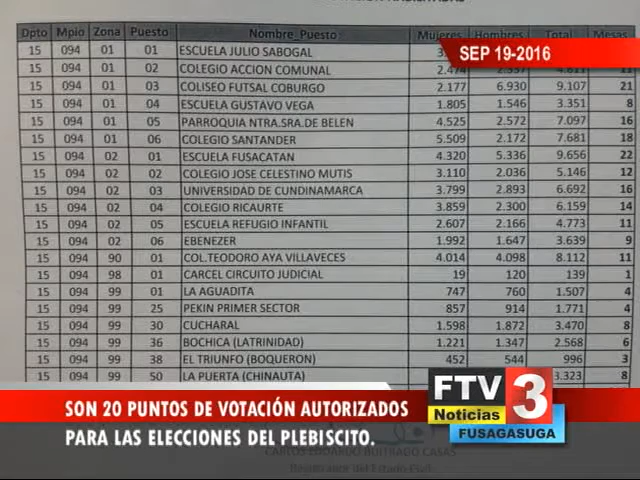 Dpto Mpio Zona Puesto Nombre_Puesto Mujeres Hombres Total Mesas
SEP 19-2016
15 094 01 01 ESCUELA JULIO SABOGAL
15 094 01 02 COLEGIO ACCION COMUNAL 2.474 2.337 4.811 11
15 094 01 03 COLISEO FUTSAL COBURGO 2.177 6.930 9.107 21
15 094 01 04 ESCUELA GUSTAVO VEGA 1.805 1.546 3.351 8
15 094 01 05 PARROQUIA NTRA.SRA.DE BELEN 4.525 2.572 7.097 16
15 094 01 06 COLEGIO SANTANDER 5.509 2.172 7.681 18
15 094 02 01 ESCUELA FUSACATAN 4.320 5.336 9.656 22
15 094 02 02 COLEGIO JOSE CELESTINO MUTIS 3.110 2.036 5.146 12
15 094 02 03 UNIVERSIDAD DE CUNDINAMARCA 3.799 2.893 6.692 16
15 094 02 04 COLEGIO RICAURTE 3.859 2.300 6.159 14
15 094 02 05 ESCUELA REFUGIO INFANTIL 2.607 2.166 4.773 11
15 094 02 06 EBENEZER 1.992 1.647 3.639 9
15 094 90 01 COL.TEODORO AYA VILLAVECES 4.014 4.098 8.112 11
15 094 98 01 CARCEL CIRCUITO JUDICIAL 19 120 139 1
15 094 99 01 LA AGUADITA 747 760 1.507 4
15 094 99 25 PEKIN PRIMER SECTOR 857 914 1.771 4
15 094 99 30 CUCHARAL 1.598 1.872 3.470 8
15 094 99 36 BOCHICA (LATRINIDAD) 1.221 1.347 2.568 6
15 094 99 38 EL TRIUNFO (BOQUERON) 452 544 996 3
15 094 99 50 LA PUERTA (CHINAUTA) 3.323 8
SON 20 PUNTOS DE VOTACIÓN AUTORIZADOS
PARA LAS ELECCIONES DEL PLEBISCITO.
FTV 3
Noticias
FUSAGASUGA
CARLOS EDUARDO BUITRAGO CASAS
Registrador del Estado Civil